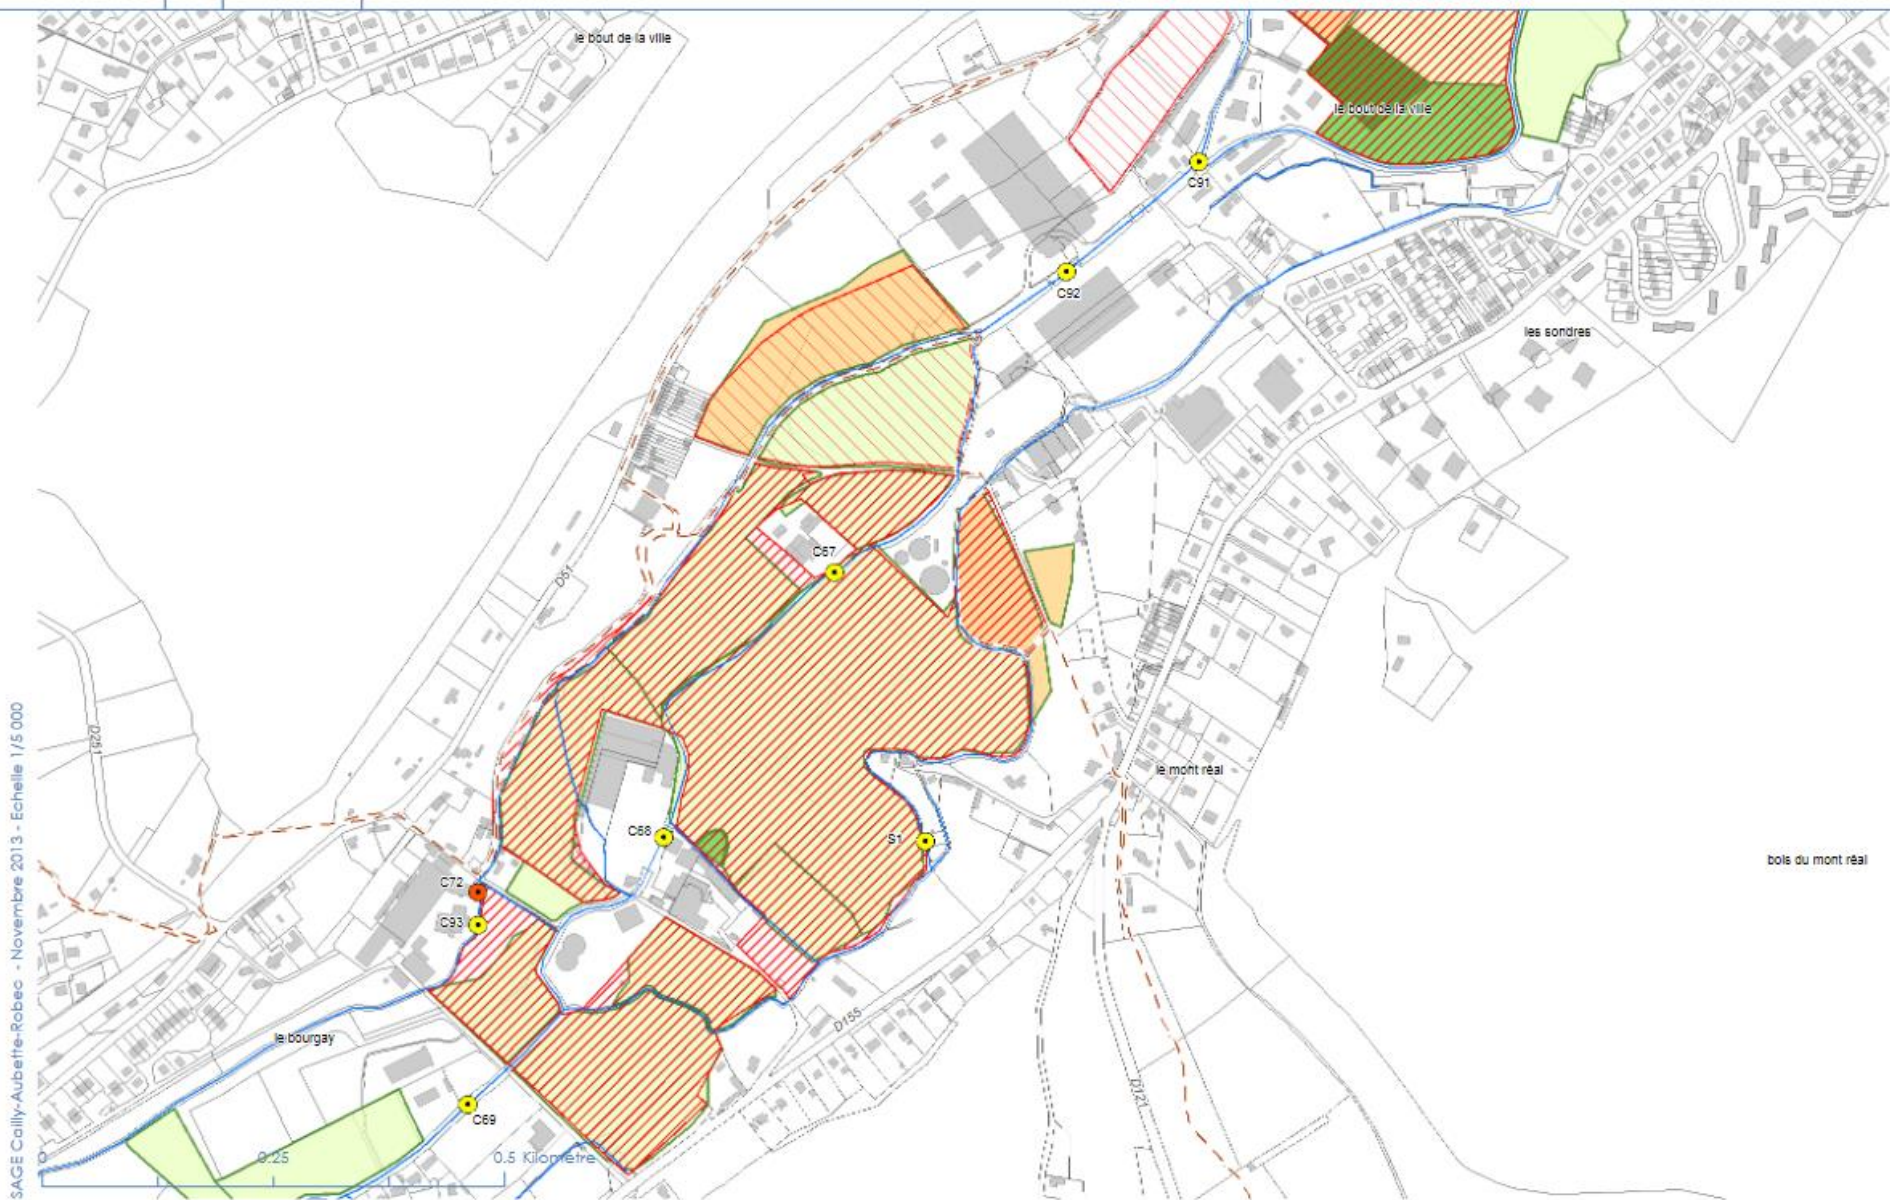 le bout de la ville
le bout de la ville
C91
C92
les sondres
C67
D51
D251
le mont réal
C68
S1
bois du mont réal
C72
C93
D155
le bourgay
D121
C69
0
0.25
0.5 Kilomètre
SAGE Cailly-Aubette-Robec - Novembre 2013 - Echelle 1/5 000